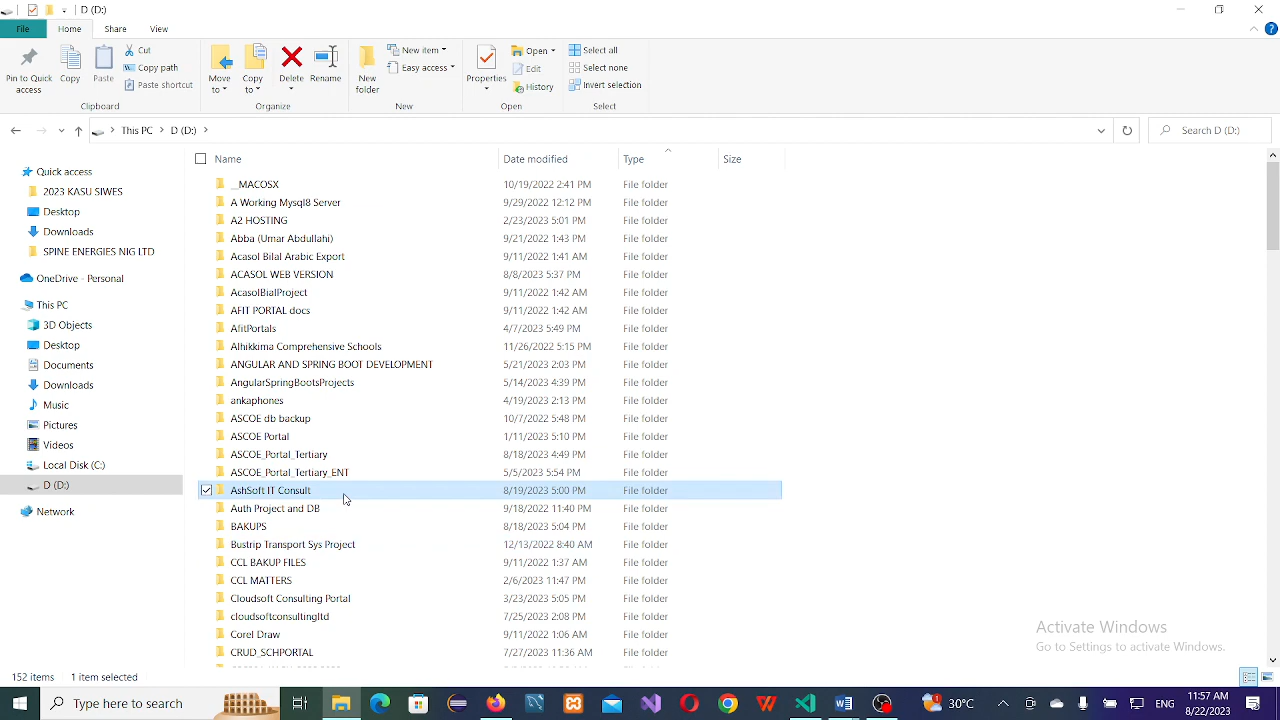 D (D:)
File Home Share View
Pin to Quick access
Copy
Paste
Cut
Copy path
Paste shortcut
Clipboard
Move to
Copy to
Delete
Rename
Organize
New folder
New item
Easy access
New
Properties
Open
Edit
History
Open
Select all
Select none
Invert selection
Select
This PC D (D:)
Search D (D:)
Quick access
2023 KASU SIWES
Desktop
Downloads
SPINE ENERGIES NIG LTD
OneDrive - Personal
This PC
3D Objects
Desktop
Documents
Downloads
Music
Pictures
Videos
Local Disk (C:)
D (D:)
Network
Name Date modified Type Size
__MACOSX 10/19/2022 2:41 PM File folder
A Working Mysql8 Server 9/29/2022 12:12 PM File folder
A2 HOSTING 2/23/2023 5:01 PM File folder
Abba (Umar Abdullahi) 9/21/2022 1:43 PM File folder
Acasol Bilal Arabic Export 9/11/2022 1:41 AM File folder
ACASOL WEB VERSION 8/8/2023 5:37 PM File folder
AcasolBialProject 9/11/2022 1:42 AM File folder
AFIT PORTAL docs 9/11/2022 1:42 AM File folder
AfitPortals 4/7/2023 5:49 PM File folder
Alhikkima Comprehensive Schools 11/26/2022 5:15 PM File folder
ANGULAR AND SPRING BOOT DEVELOPMENT 5/21/2023 2:03 PM File folder
AngularSpringBootsProjects 5/14/2023 4:39 PM File folder
ankaphones 4/19/2023 2:13 PM File folder
ASCOE db backup 10/7/2022 5:48 PM File folder
ASCOE Portal 1/11/2023 5:10 PM File folder
ASCOE_Portal_Tertiary 8/18/2023 4:49 PM File folder
ASCOE_Portal_Tertiary_ENT 5/5/2023 5:54 PM File folder
AshSoft IT Consult 8/19/2023 5:00 PM File folder
Auth Project and DB 9/18/2022 11:40 PM File folder
BAKUPS 8/18/2023 5:04 PM File folder
Bustrip Transport Sys Project 12/13/2022 8:40 AM File folder
CCL BAKUP FILES 9/11/2022 1:37 AM File folder
CCL MATTERS 2/6/2023 11:47 PM File folder
Cloudsoft Consulting Portal 3/23/2023 5:05 PM File folder
cloudsoftconsultingltd 7/25/2023 2:08 PM File folder
Corel Draw 9/11/2022 1:06 AM File folder
CRUD_SCHPORTAL 7/27/2023 11:36 AM File folder
Activate Windows
Go to Settings to activate Windows.
152 items 1 item selected
Type here to search
30°C
ENG
11:57 AM
8/22/2023